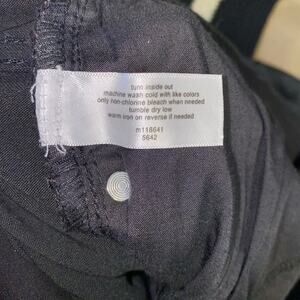 turn inside out
machine wash cold with like colors
only non-chlorine bleach when needed
tumble dry low
warm iron on reverse if needed
m116641
5642